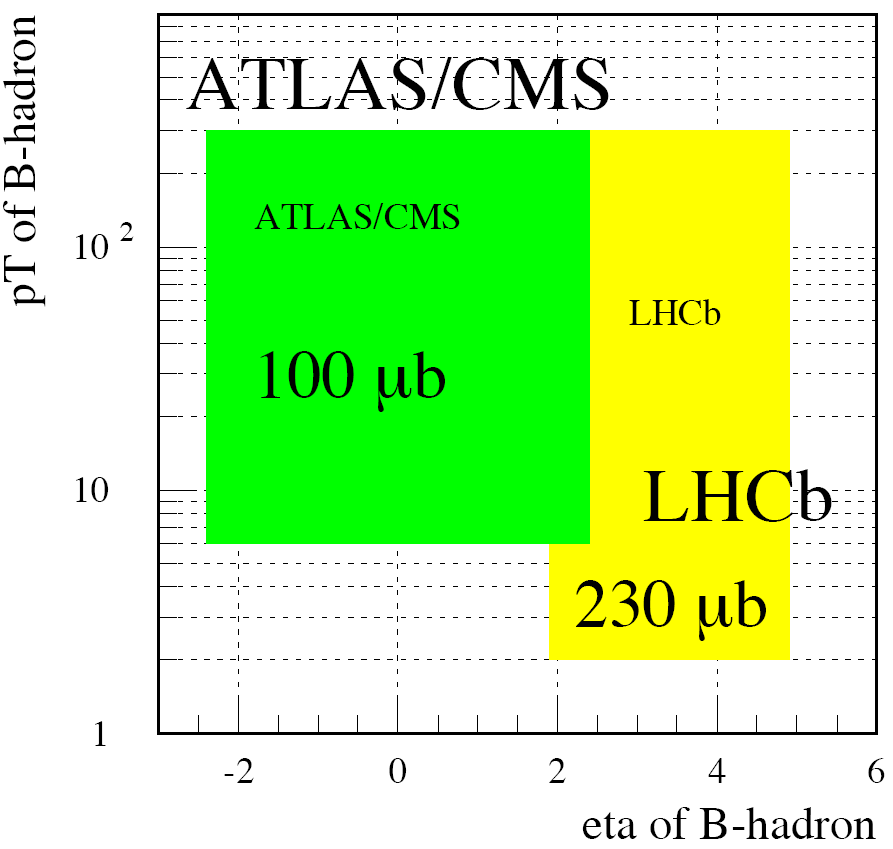 pT of B-hadron
ATLAS/CMS
ATLAS/CMS
10 2
LHCb
100 μb
10
LHCb
230 μb
1
-2 0 2 4 6
eta of B-hadron